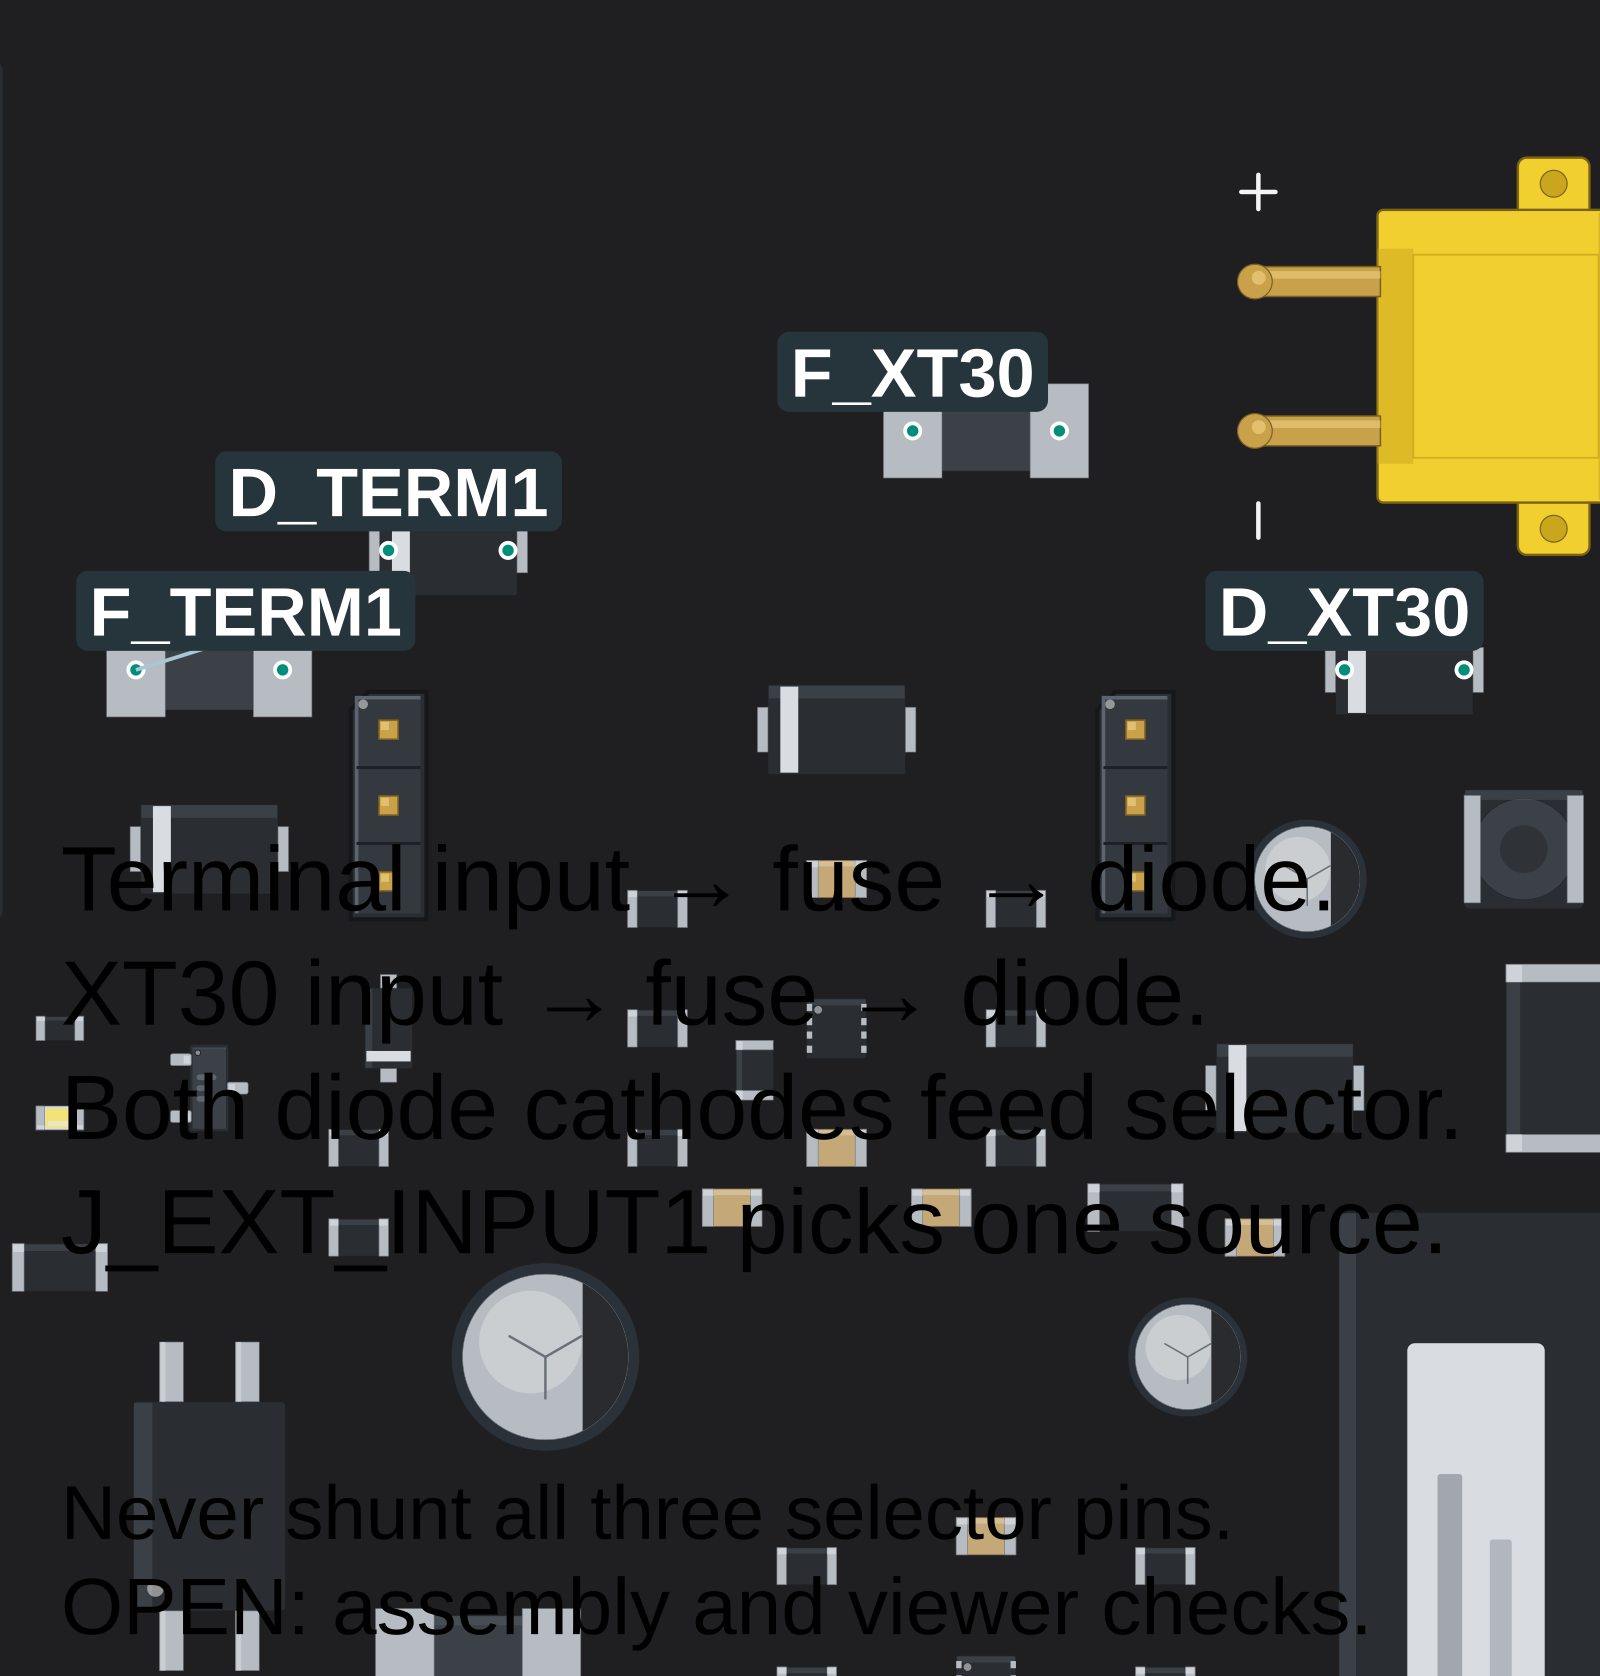 F_XT30
D_TERM1
F_TERM1
D_XT30
Terminal input → fuse → diode.
XT30 input → fuse → diode.
Both diode cathodes feed selector.
J_EXT_INPUT1 picks one source.
Never shunt all three selector pins.
OPEN: assembly and viewer checks.